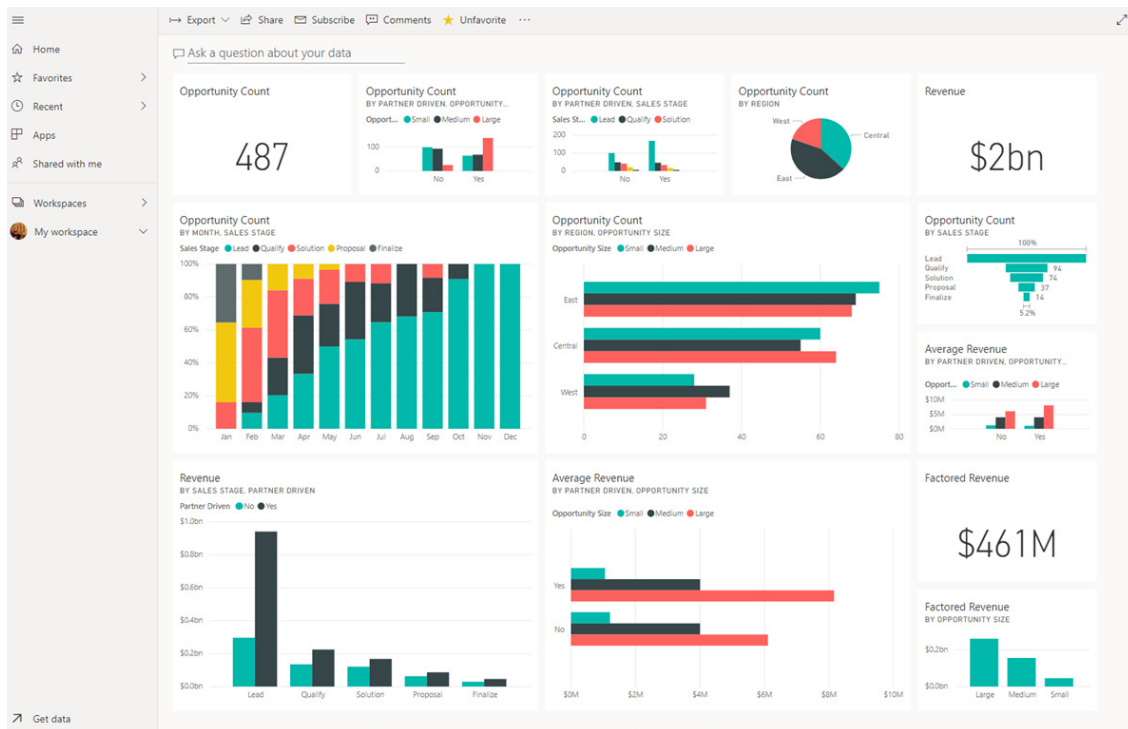 Export Share Subscribe Comments Unfavorite ...
Home
Favorites
Recent
Apps
Shared with me
Workspaces
My workspace
Get data
Ask a question about your data
Opportunity Count
487
Opportunity Count
BY PARTNER DRIVEN, OPPORTUNITY...
Opport... Small Medium Large
100
0
No Yes
Opportunity Count
BY PARTNER DRIVEN, SALES STAGE
Sales St... Lead Qualify Solution
200
100
0
No Yes
Opportunity Count
BY REGION
West
Central
East
Revenue
$2bn
Opportunity Count
BY MONTH, SALES STAGE
Sales Stage Lead Qualify Solution Proposal Finalize
100%
80%
60%
40%
20%
0%
Jan Feb Mar Apr May Jun Jul Aug Sep Oct Nov Dec
Opportunity Count
BY REGION, OPPORTUNITY SIZE
Opportunity Size Small Medium Large
East
Central
West
0 20 40 60 80
Opportunity Count
BY SALES STAGE
100%
Lead
Qualify 94
Solution 74
Proposal 37
Finalize 14
5.2%
Average Revenue
BY PARTNER DRIVEN, OPPORTUNITY...
Opport... Small Medium Large
$10M
$5M
$0M
No Yes
Revenue
BY SALES STAGE, PARTNER DRIVEN
Partner Driven No Yes
$1.0bn
$0.8bn
$0.6bn
$0.4bn
$0.2bn
$0.0bn
Lead Qualify Solution Proposal Finalize
Average Revenue
BY PARTNER DRIVEN, OPPORTUNITY SIZE
Opportunity Size Small Medium Large
Yes
No
$0M $2M $4M $6M $8M $10M
Factored Revenue
$461M
Factored Revenue
BY OPPORTUNITY SIZE
$0.2bn
$0.0bn
Large Medium Small